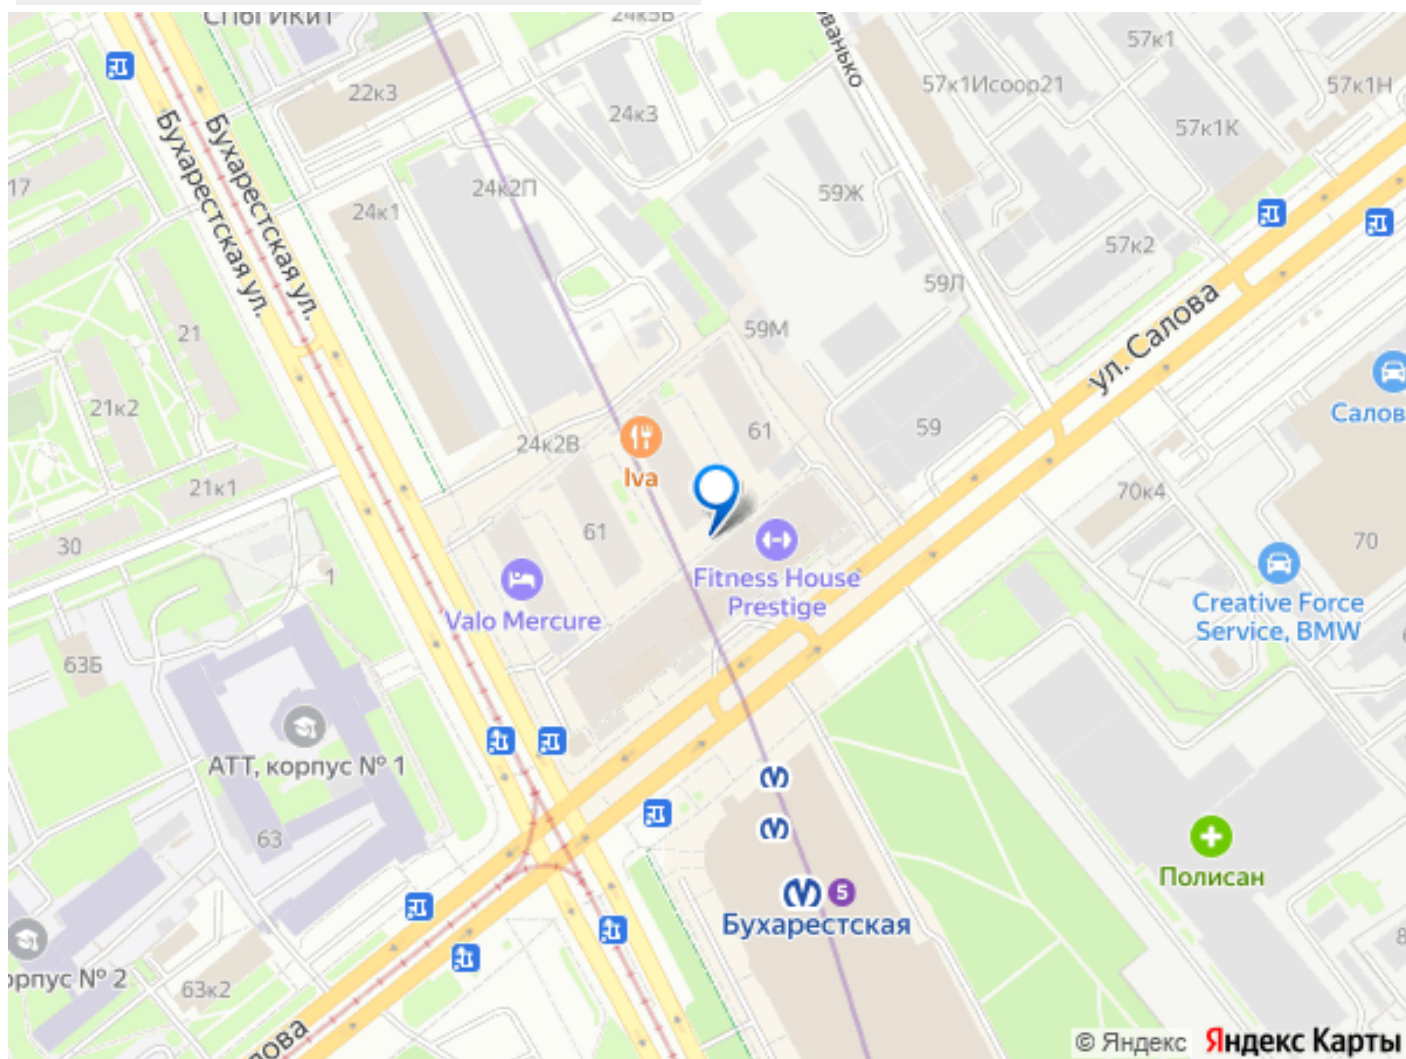 СПбГИКиТ
24к5В
22к3
24к3
57к1
57к1Исоор21
57к1Н
57к1К
Бухарестская ул.
Бухарестская ул.
17
24к1
24к2П
59Ж
57к2
59Л
ул. Салова
21
59М
21к2
24к2В
61
59
Салов
Iva
21к1
30
61
70к4
70
1
Valo Mercure
Fitness House
Prestige
Creative Force
Service, BMW
63Б
АТТ, корпус № 1
63
Полисан
5
Бухарестская
орпус № 2
63к2
8
© Яндекс
Яндекс Карты